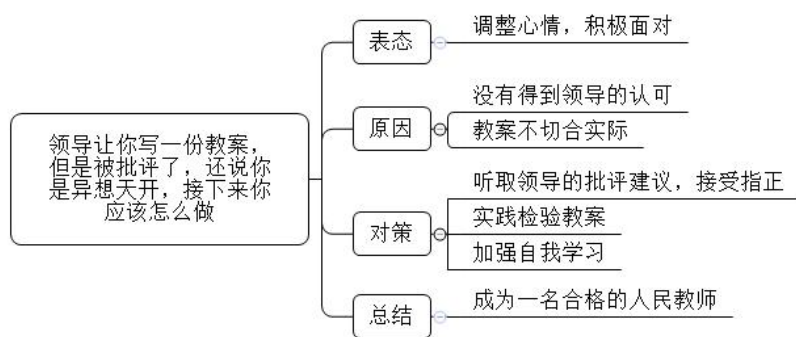 领导让你写一份教案，
但是被批评了，还说你
是异想天开，接下来你
应该怎么做
表态
调整心情，积极面对
原因
没有得到领导的认可
教案不切合实际
对策
听取领导的批评建议，接受指正
实践检验教案
加强自我学习
总结
成为一名合格的人民教师